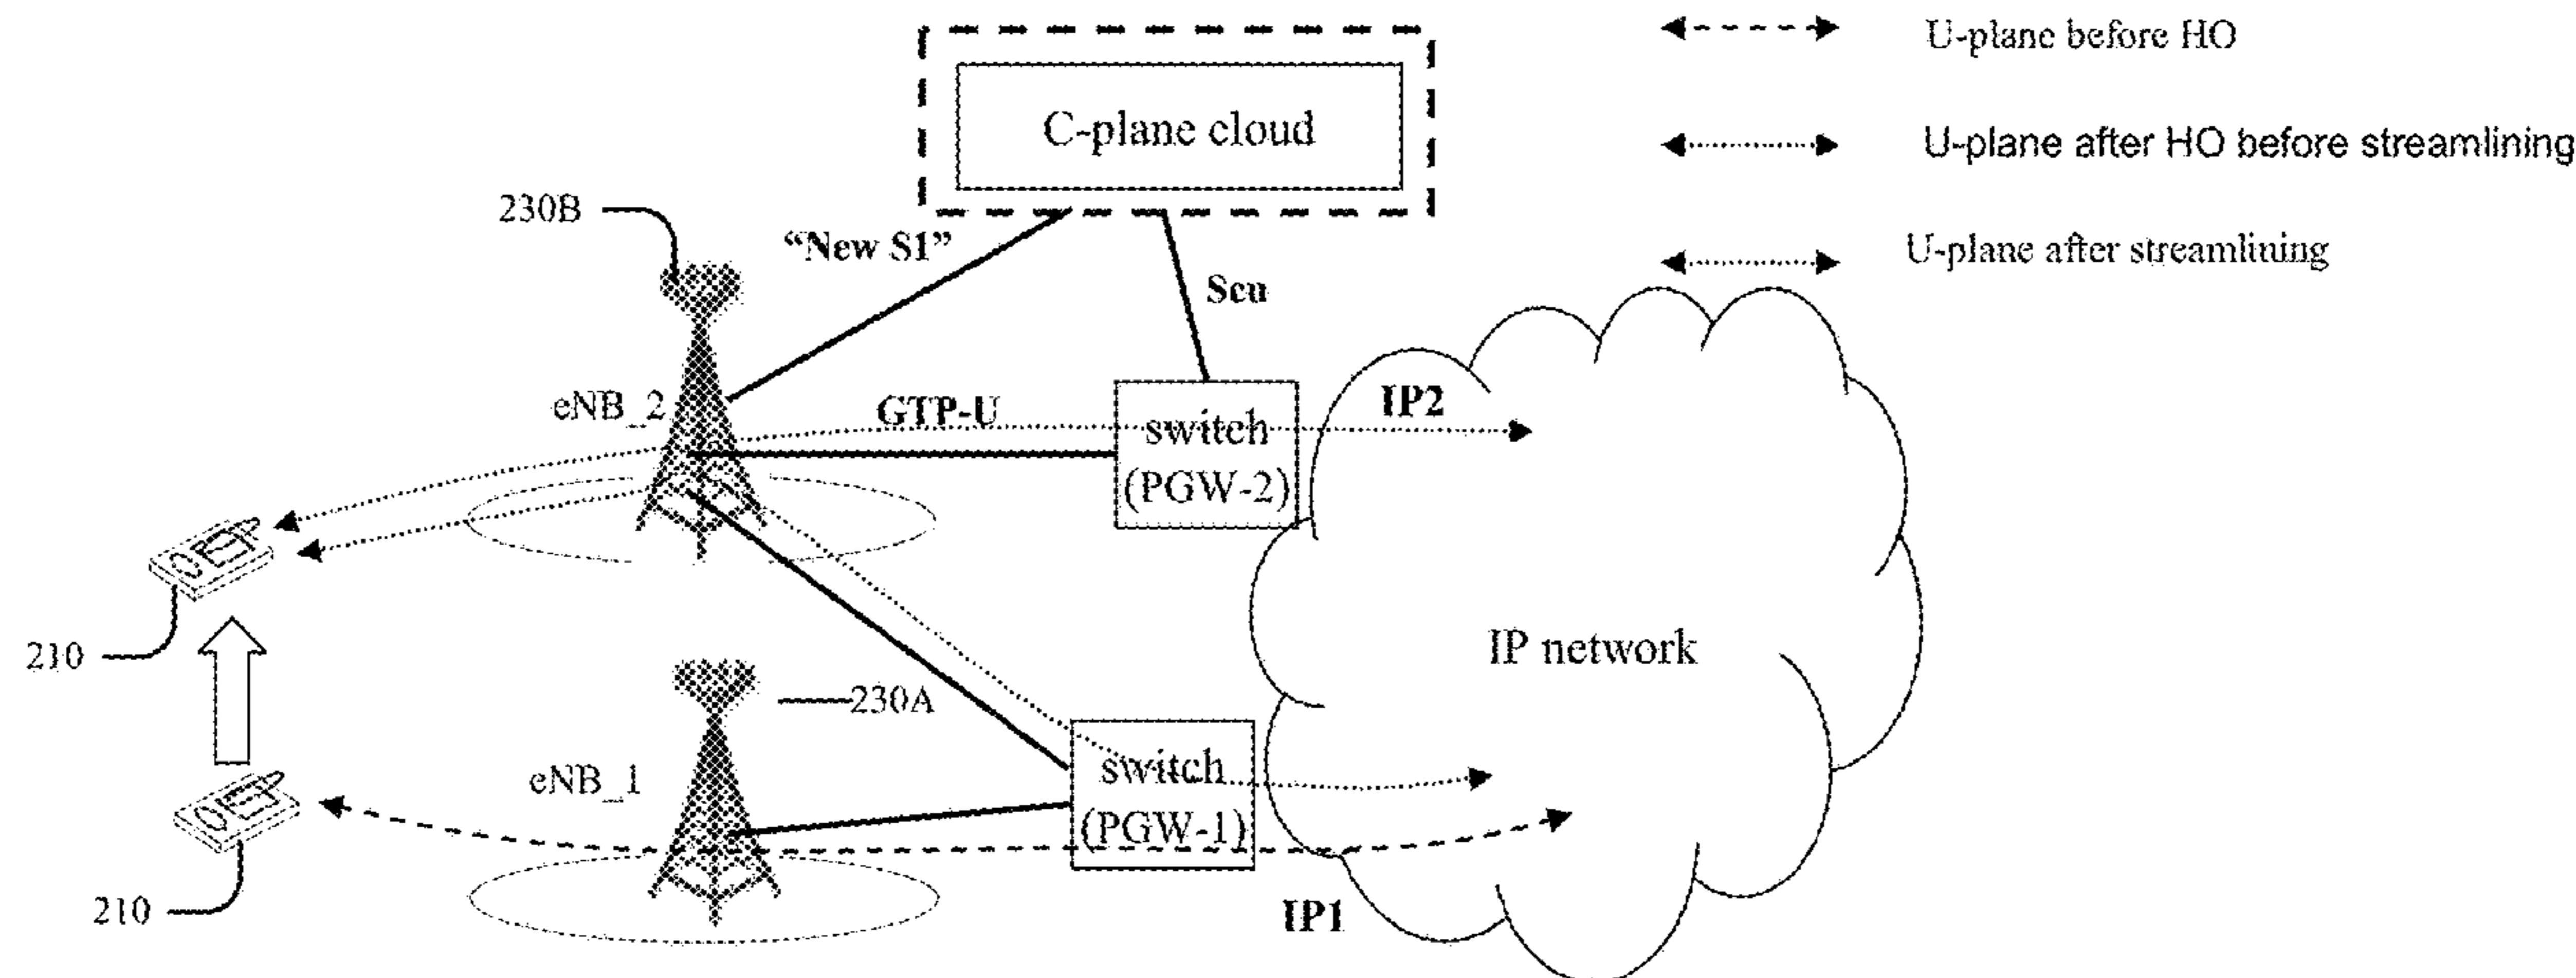 U-plane before HO
C-plane cloud
U-plane after HO before streamlining
230B
“New S1”
U-plane after streamlining
Scu
eNB_2
GTP-U
switch
(PGW-2)
IP2
210
IP network
230A
eNB_1
switch
(PGW-1)
210
IP1